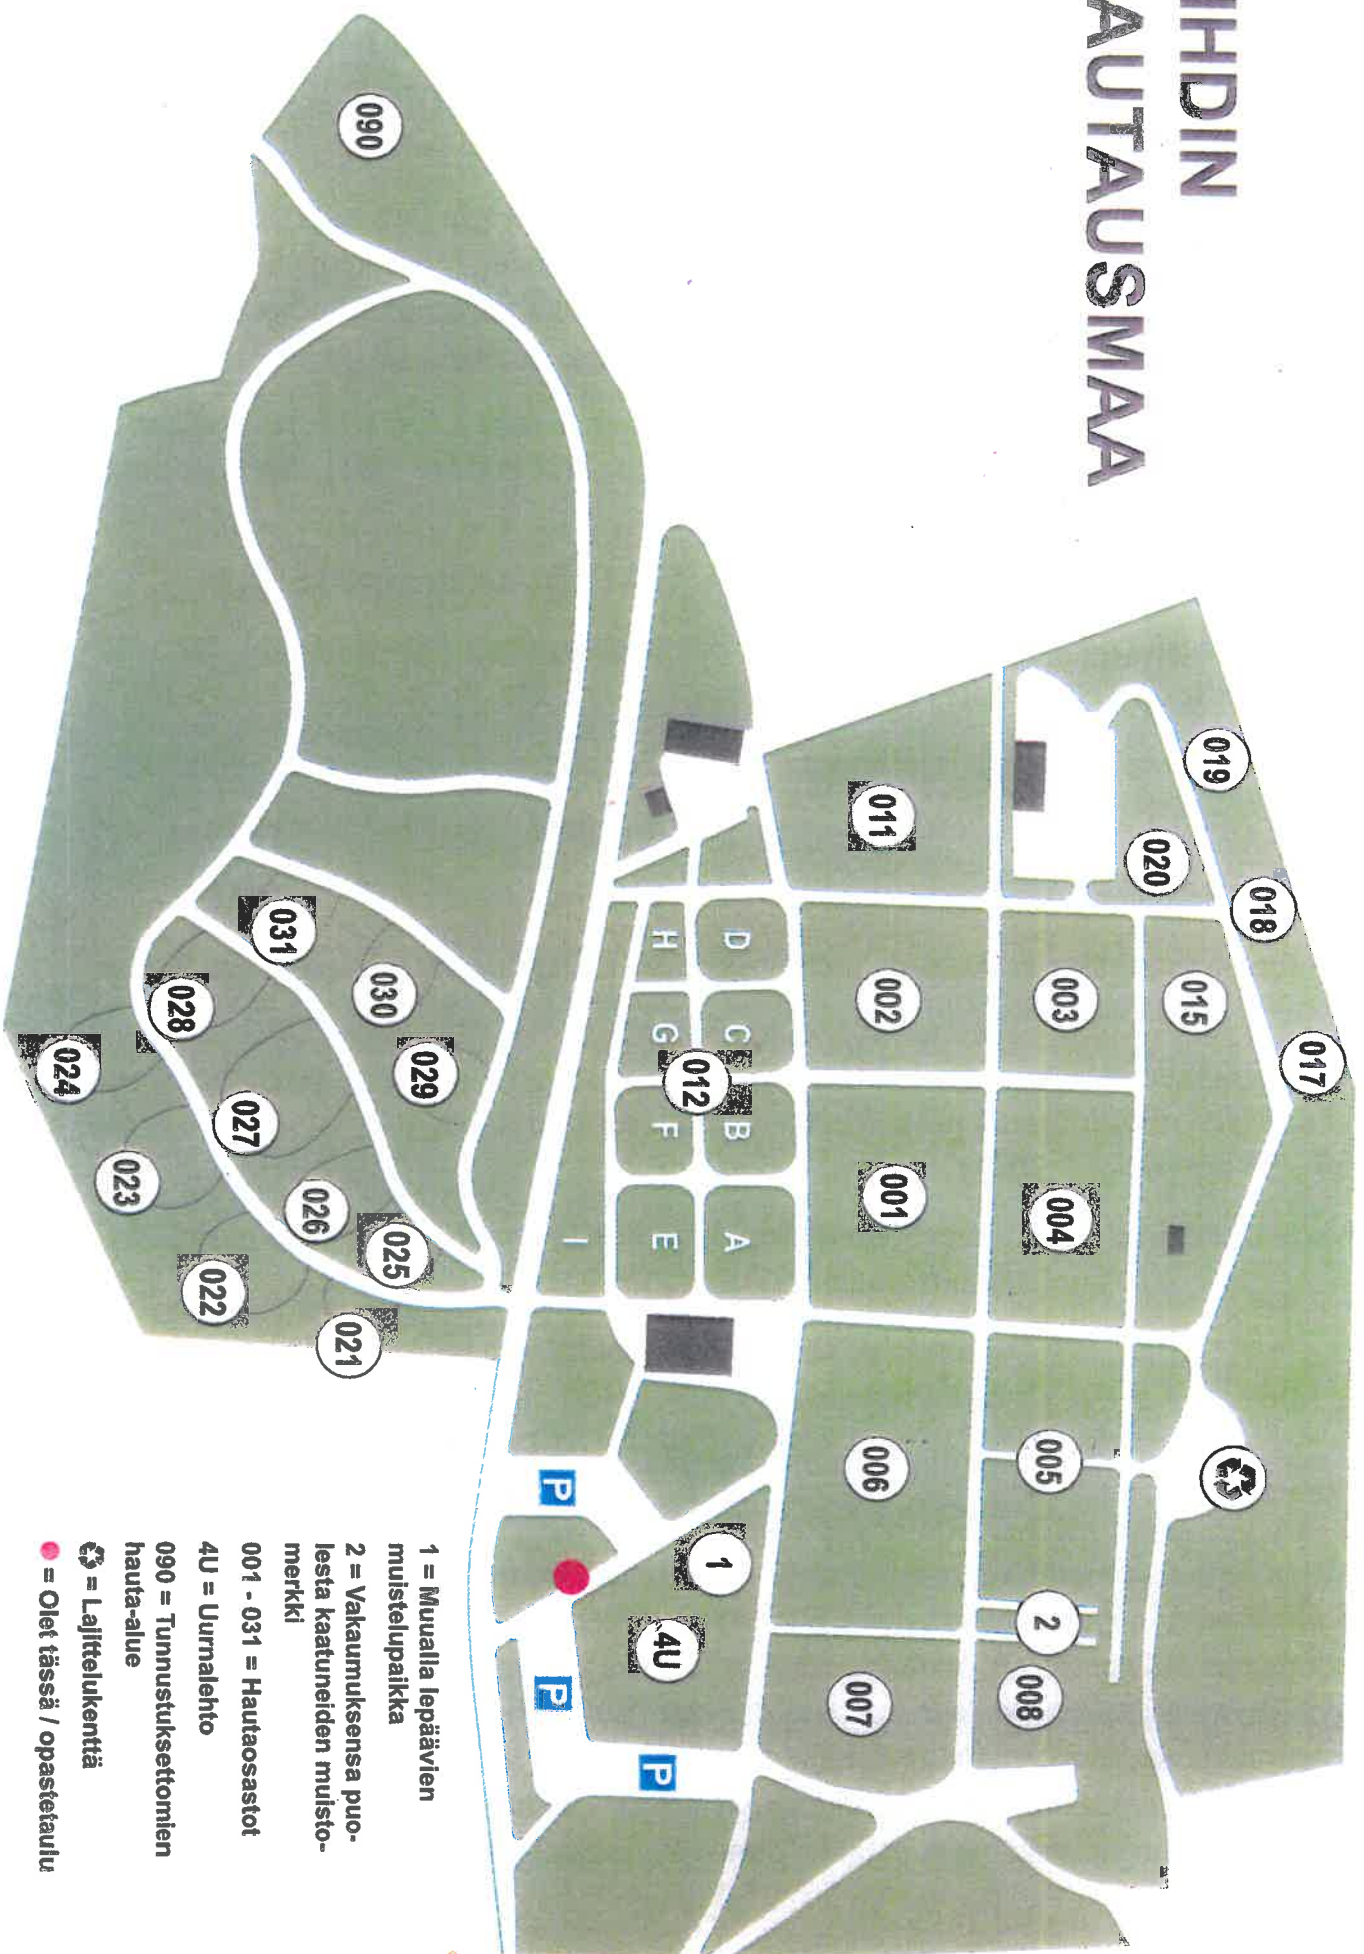 IHDIN
AUTAUSMAA
090
019
018
017
020
015
011
002
003
001
004
D
C
B
A
H
G
F
E
I
012
031
030
029
028
027
026
025
024
023
022
021
006
005
007
008
2
1
4U
P
P
P
1 = Muualla lepäävien
muistelupaikka
2 = Vakaumuksensa puo-
lesta kaatuneiden muisto-
merkki
001 - 031 = Hautaosastot
4U = Uurnalehto
090 = Tunnustuksettomien
hauta-alue
= Lajittelukenttä
= Olet tässä / opastetaulu